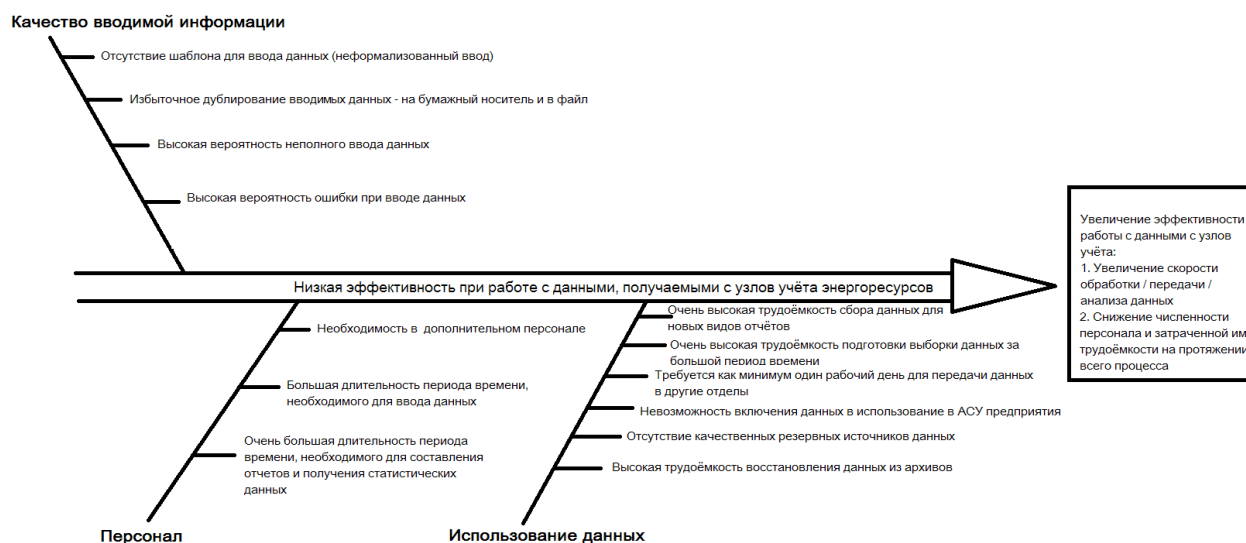 Качество вводимой информации
Отсутствие шаблона для ввода данных (неформализованный ввод)
Избыточное дублирование вводимых данных - на бумажный носитель и в файл
Высокая вероятность неполного ввода данных
Высокая вероятность ошибки при вводе данных
Низкая эффективность при работе с данными, получаемыми с узлов учёта энергоресурсов
Увеличение эффективности
работы с данными с узлов
учёта:
1. Увеличение скорости
обработки / передачи /
анализа данных
2. Снижение численности
персонала и затраченной им
трудоёмкости на протяжении
всего процесса
Необходимость в  дополнительном персонале
Большая длительность периода времени,
необходимого для ввода данных
Очень большая длительность периода
времени, необходимого для составления
отчетов и получения статистических
данных
Персонал
Очень высокая трудоёмкость сбора данных для
новых видов отчётов
Очень высокая трудоёмкость подготовки выборки данных за
большой период времени
Требуется как минимум один рабочий день для передачи данных
в другие отделы
Невозможность включения данных в использование в АСУ предприятия
Отсутствие качественных резервных источников данных
Высокая трудоёмкость восстановления данных из архивов
Использование данных